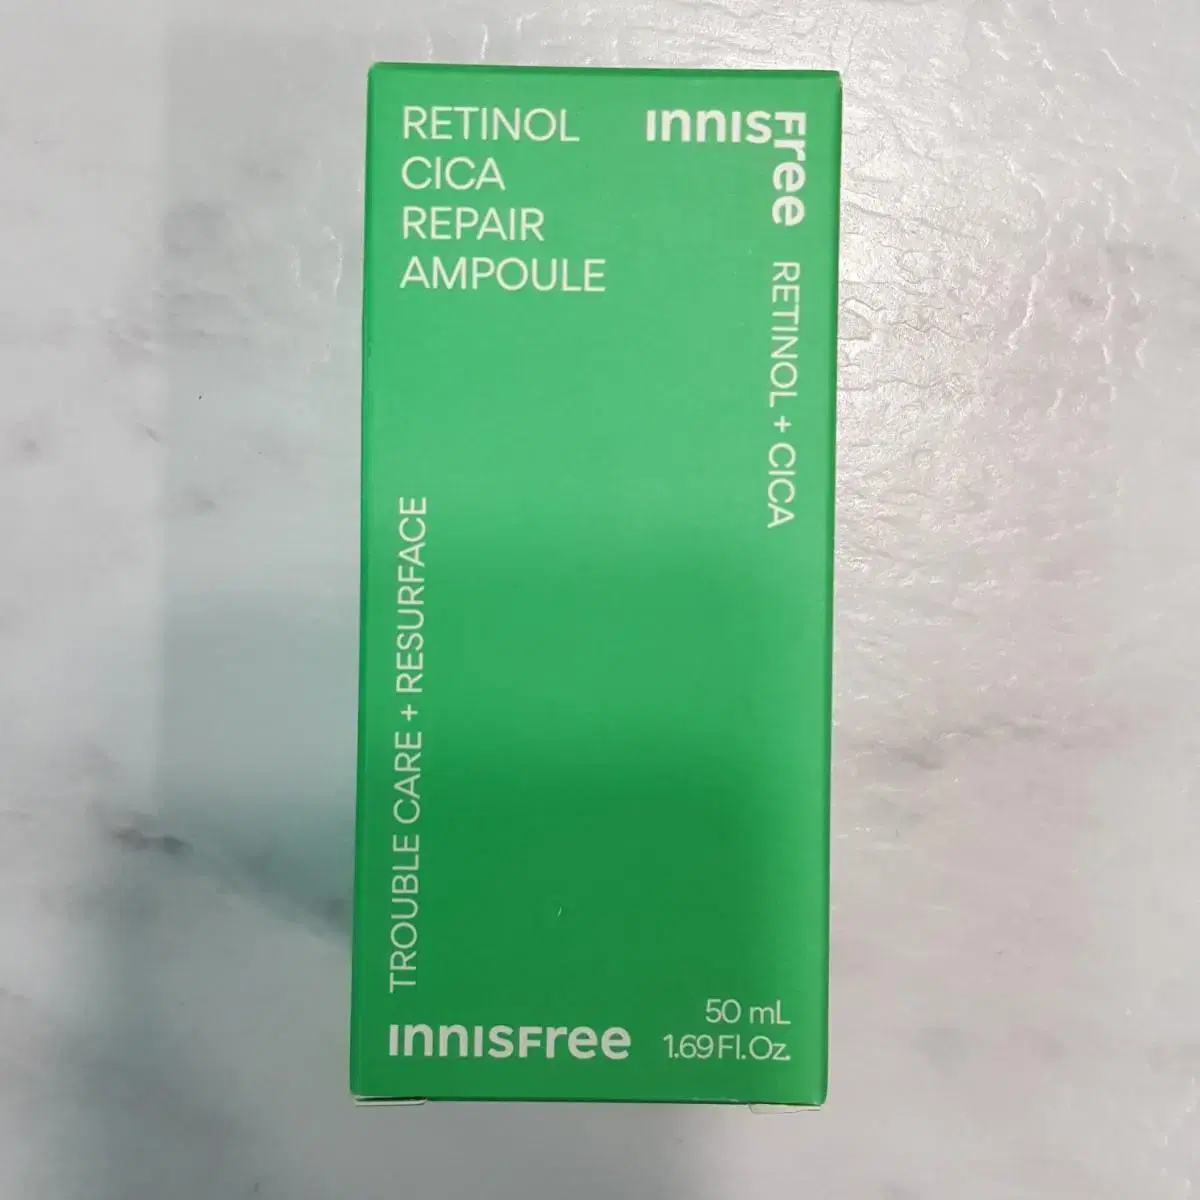 RETINOL
CICA
REPAIR
AMPOULE
INNISFree
RETINOL + CICA
TROUBLE CARE + RESURFACE
INNISFree
50 mL
1.69 Fl.Oz.